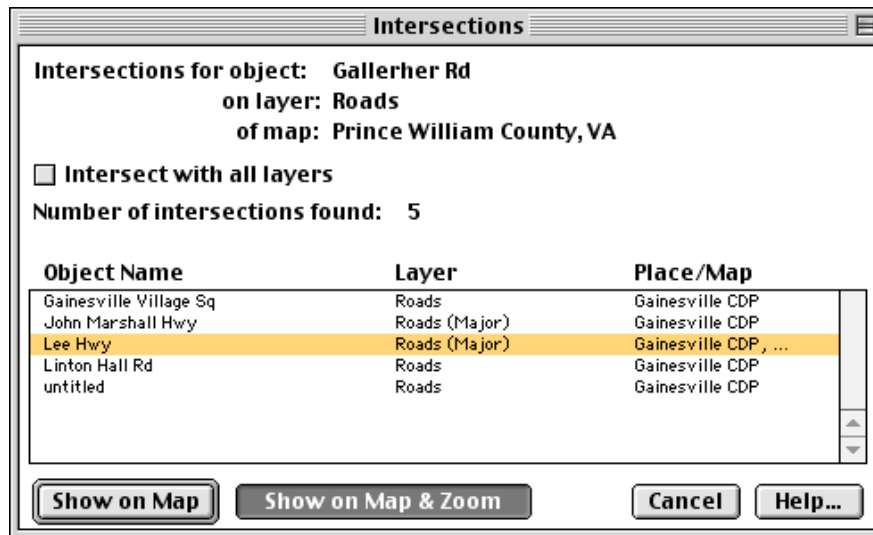 Intersections
Intersections for object: Gallerher Rd
on layer: Roads
of map: Prince William County, VA
Intersect with all layers
Number of intersections found: 5
Object Name Layer Place/Map
Gainesville Village Sq Roads Gainesville CDP
John Marshall Hwy Roads (Major) Gainesville CDP
Lee Hwy Roads (Major) Gainesville CDP, ...
Linton Hall Rd Roads Gainesville CDP
untitled Roads Gainesville CDP
Show on Map Show on Map & Zoom Cancel Help...